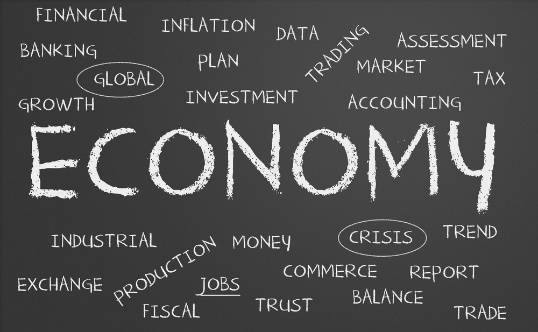 FINANCIAL
INFLATION
DATA
TRADING
ASSESSMENT
BANKING
PLAN
MARKET
GLOBAL
TAX
GROWTH
INVESTMENT
ACCOUNTING
ECONOMY
INDUSTRIAL
MONEY
CRISIS
TREND
PRODUCTION
COMMERCE
REPORT
EXCHANGE
JOBS
BALANCE
FISCAL
TRUST
TRADE